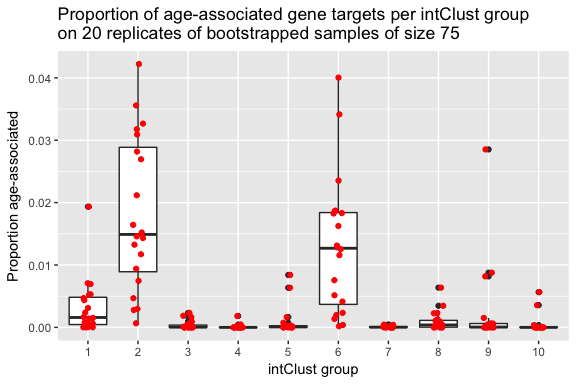 Proportion of age-associated gene targets per intClust group
on 20 replicates of bootstrapped samples of size 75
Proportion age-associated
0.04
0.03
0.02
0.01
0.00
1 2 3 4 5 6 7 8 9 10
intClust group